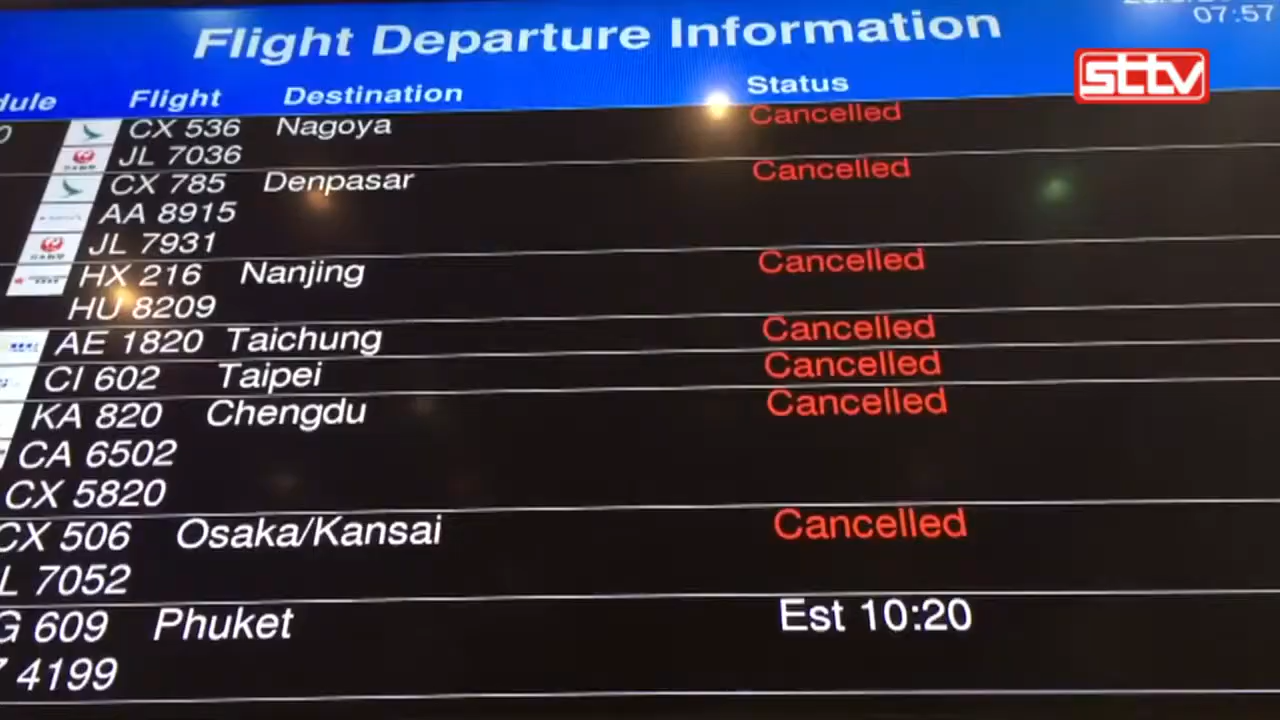 Flight Departure Information
07:57
sttv
Flight Destination Status
CX 536 Nagoya Cancelled
JL 7036
CX 785 Denpasar Cancelled
AA 8915
JL 7931
HX 216 Nanjing Cancelled
HU 8209
AE 1820 Taichung Cancelled
CI 602 Taipei Cancelled
KA 820 Chengdu Cancelled
CA 6502
CX 5820
CX 506 Osaka/Kansai Cancelled
L 7052
G 609 Phuket Est 10:20
4199